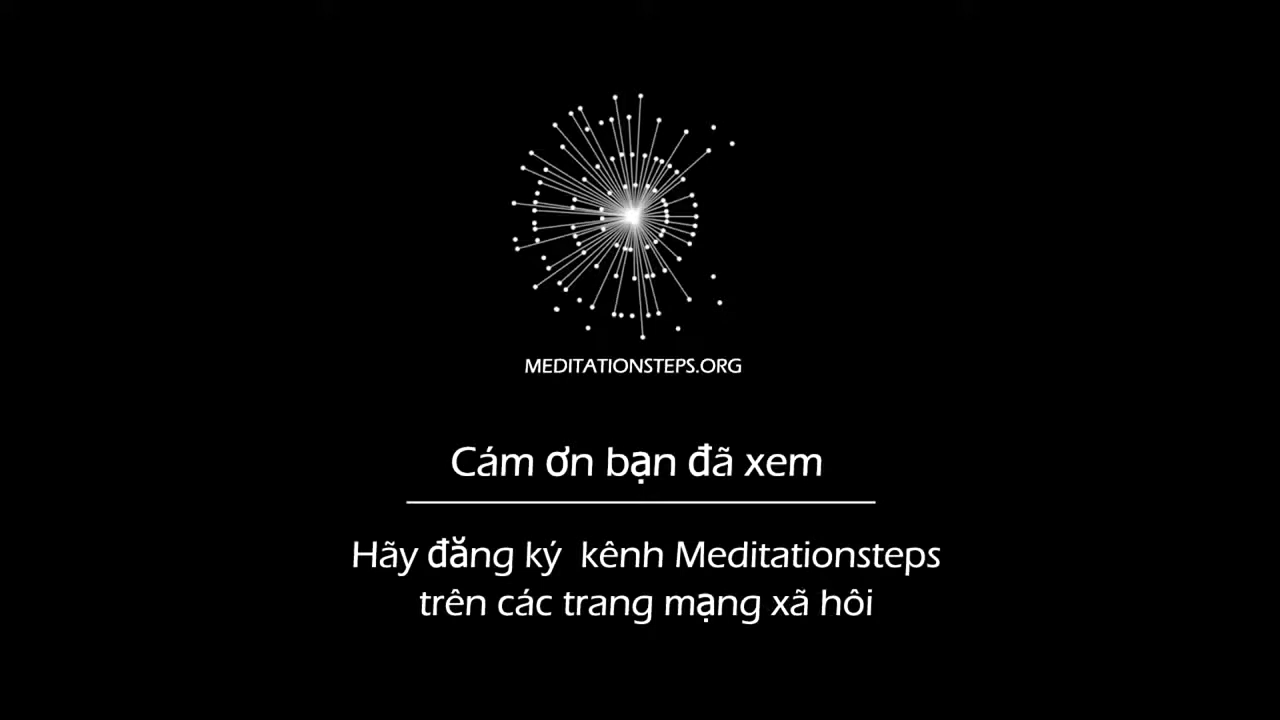 MEDITATIONSTEPS.ORG
Cám ơn bạn đã xem
Hãy đăng ký kênh Meditationsteps
trên các trang mạng xã hôi